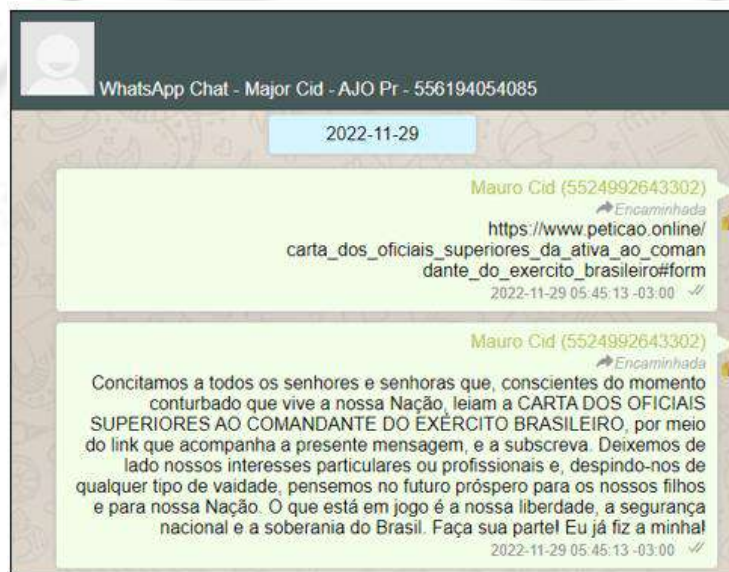 WhatsApp Chat - Major Cid - AJO Pr - 556194054085
2022-11-29
Mauro Cid (5524992643302)
Encaminhada
https://www.peticao.online/
carta_dos_oficiais_superiores_da_ativa_ao_coman
dante_do_exercito_brasileiro#form
2022-11-29 05:45:13 -03:00
Mauro Cid (5524992643302)
Encaminhada
Concitamos a todos os senhores e senhoras que, conscientes do momento
conturbado que vive a nossa Nação, leiam a CARTA DOS OFICIAIS
SUPERIORES AO COMANDANTE DO EXÉRCITO BRASILEIRO, por meio
do link que acompanha a presente mensagem, e a subscreva. Deixemos de
lado nossos interesses particulares ou profissionais e, despindo-nos de
qualquer tipo de vaidade, pensemos no futuro próspero para os nossos filhos
e para nossa Nação. O que está em jogo é a nossa liberdade, a segurança
nacional e a soberania do Brasil. Faça sua parte! Eu já fiz a minha!
2022-11-29 05:45:13 -03:00